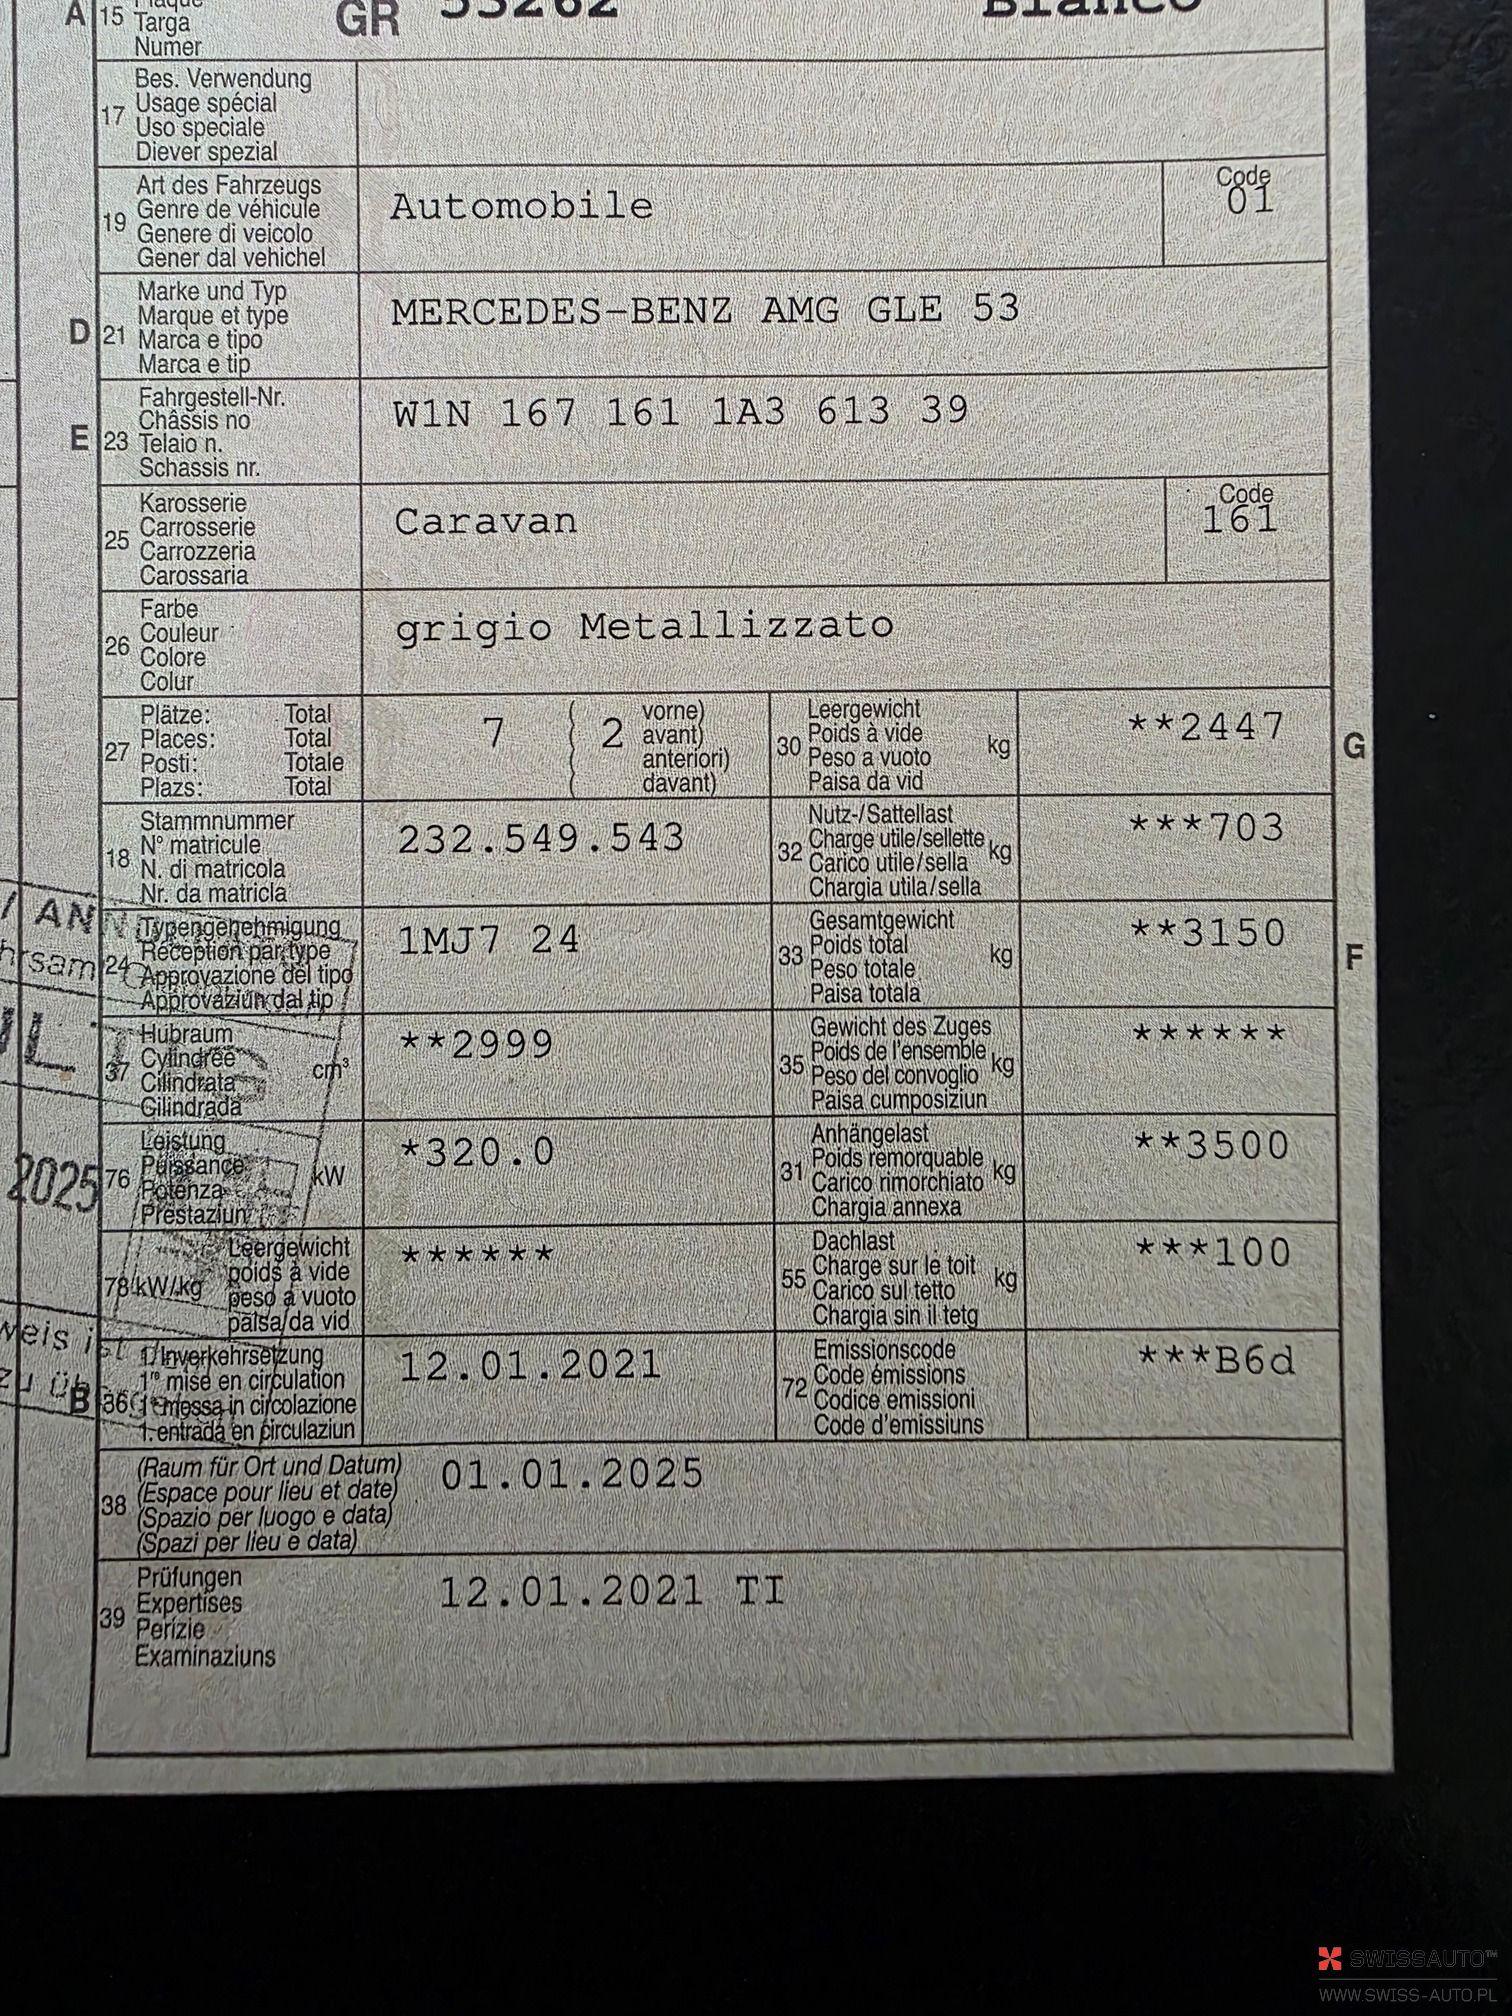 A 15
Targa
Numer
GR 53262
Bianco
17
Bes. Verwendung
Usage spécial
Uso speciale
Diever spezial
19
Art des Fahrzeugs
Genre de véhicule
Genere di veicolo
Gener dal vehichel
Automobile
Code
01
D 21
Marke und Typ
Marque et type
Marca e tipo
Marca e tip
MERCEDES-BENZ AMG GLE 53
E 23
Fahrgestell-Nr.
Châssis no
Telaio n.
Schassis nr.
W1N 167 161 1A3 613 39
25
Karosserie
Carrosserie
Carrozzeria
Carossaria
Caravan
Code
161
26
Farbe
Couleur
Colore
Colur
grigio Metallizzato
27
Plätze: Total
Places: Total
Posti: Totale
Plazs: Total
7 ( 2
vorne)
avant)
anteriori)
davant)
30
Leergewicht
Poids à vide
Peso a vuoto
Paisa da vid
kg
**2447
G
18
Stammnummer
N° matricule
N. di matricola
Nr. da matricla
232.549.543
32
Nutz-/Sattellast
Charge utile/sellette
Carico utile/sella
Chargia utila/sella
kg
***703
24
Typengenehmigung
Réception par type
Approvazione del tipo
Approvaziun dal tip
1MJ7 24
33
Gesamtgewicht
Poids total
Peso totale
Paisa totala
kg
**3150
F
37
Hubraum
Cylindrée
Cilindrata
Cilindrada
cm³
**2999
35
Gewicht des Zuges
Poids de l'ensemble
Peso del convoglio
Paisa cumposiziun
kg
******
2025
76
Leistung
Puissance
Potenza
Prestaziun
kW
*320.0
31
Anhängelast
Poids remorquable
Carico rimorchiato
Chargia annexa
kg
**3500
78 kW/kg
Leergewicht
poids à vide
peso a vuoto
paisa da vid
******
55
Dachlast
Charge sur le toit
Carico sul tetto
Chargia sin il tetg
kg
***100
B 36
1. Inverkehrsetzung
1re mise en circulation
1. messa in circolazione
1. entrada en circulaziun
12.01.2021
72
Emissionscode
Code émissions
Codice emissioni
Code d'emissiuns
***B6d
38
(Raum für Ort und Datum)
(Espace pour lieu et date)
(Spazio per luogo e data)
(Spazi per lieu e data)
01.01.2025
39
Prüfungen
Expertises
Perizie
Examinaziuns
12.01.2021 TI
SWISSAUTO™
WWW.SWISS-AUTO.PL